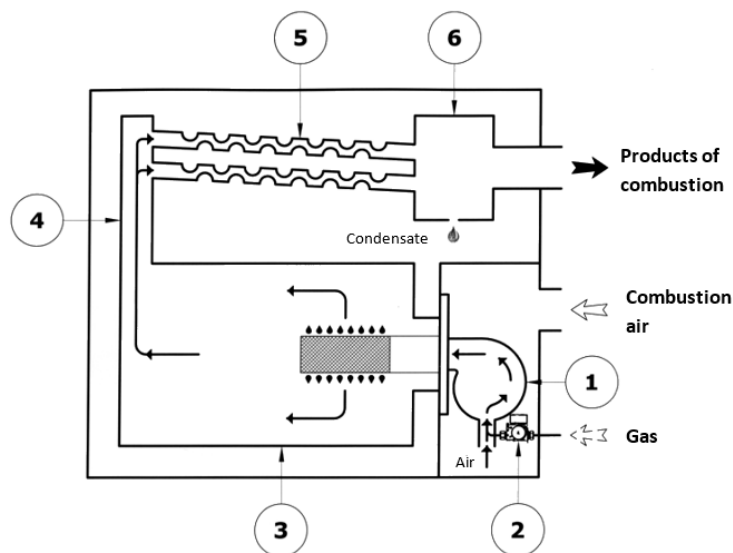 5
6
Products of
combustion
4
Condensate
Combustion
air
1
Gas
Air
3
2